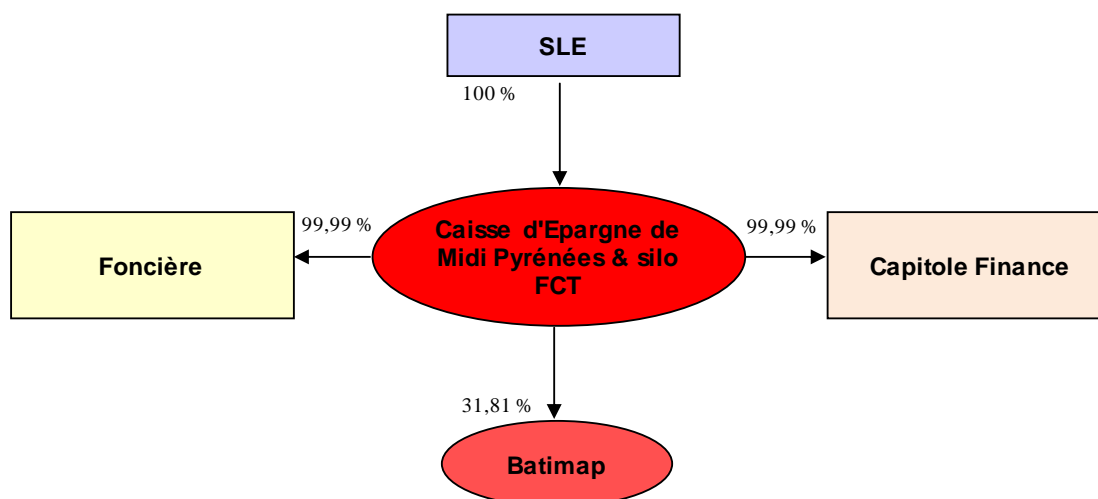 SLE
100 %
99,99 %
Caisse d'Epargne de
Midi Pyrénées & silo
FCT
99,99 %
Foncière
Capitole Finance
31,81 %
Batimap